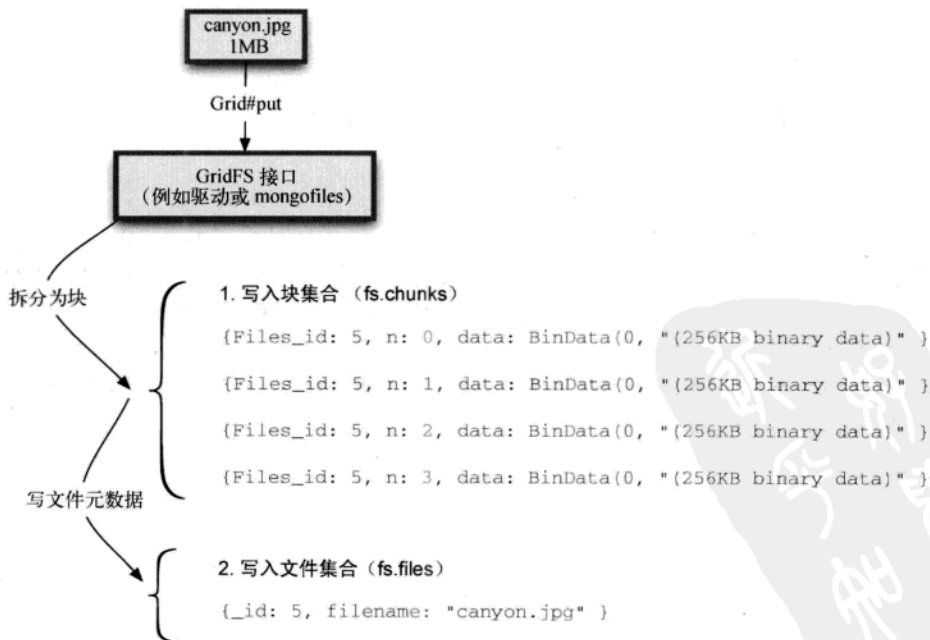 canyon.jpg
1MB
Grid#put
GridFS 接口
（例如驱动或 mongofiles）
拆分为块
1. 写入块集合 （fs.chunks）
{Files_id: 5, n: 0, data: BinData(0, "(256KB binary data)" }
{Files_id: 5, n: 1, data: BinData(0, "(256KB binary data)" }
{Files_id: 5, n: 2, data: BinData(0, "(256KB binary data)" }
{Files_id: 5, n: 3, data: BinData(0, "(256KB binary data)" }
写文件元数据
2. 写入文件集合（fs.files）
{_id: 5, filename: "canyon.jpg" }